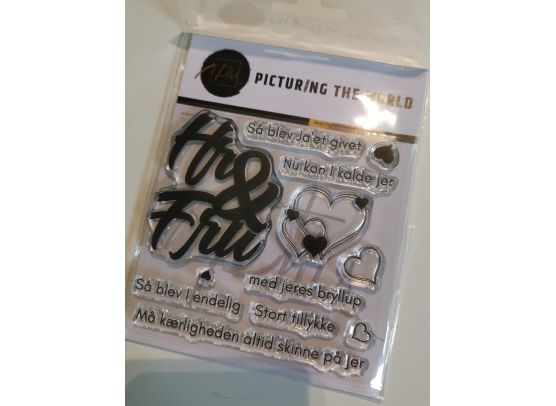 PICTURING THE WORLD
Så blev Ja'et givet
Nu kan I kalde jer
Hr
&
Fru
med jeres bryllup
Så blev I endelig
Stort tillykke
Må kærligheden altid skinne på jer